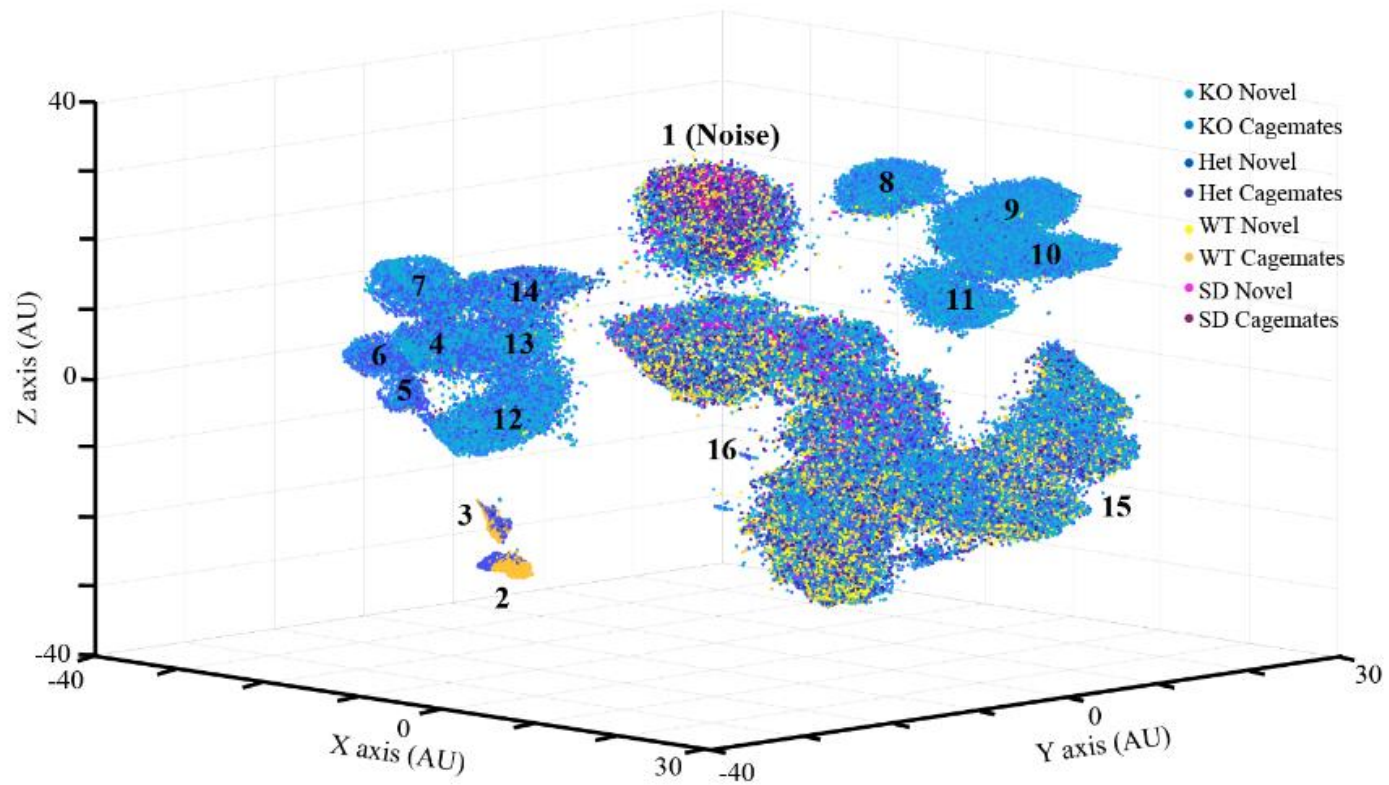 40
1 (Noise)
KO Novel
KO Cagemates
Het Novel
Het Cagemates
WT Novel
WT Cagemates
SD Novel
SD Cagemates
8
9
10
11
7
14
6
4
13
5
12
Z axis (AU)
0
16
15
3
2
-40
-40
0
X axis (AU)
30
-40
0
Y axis (AU)
30